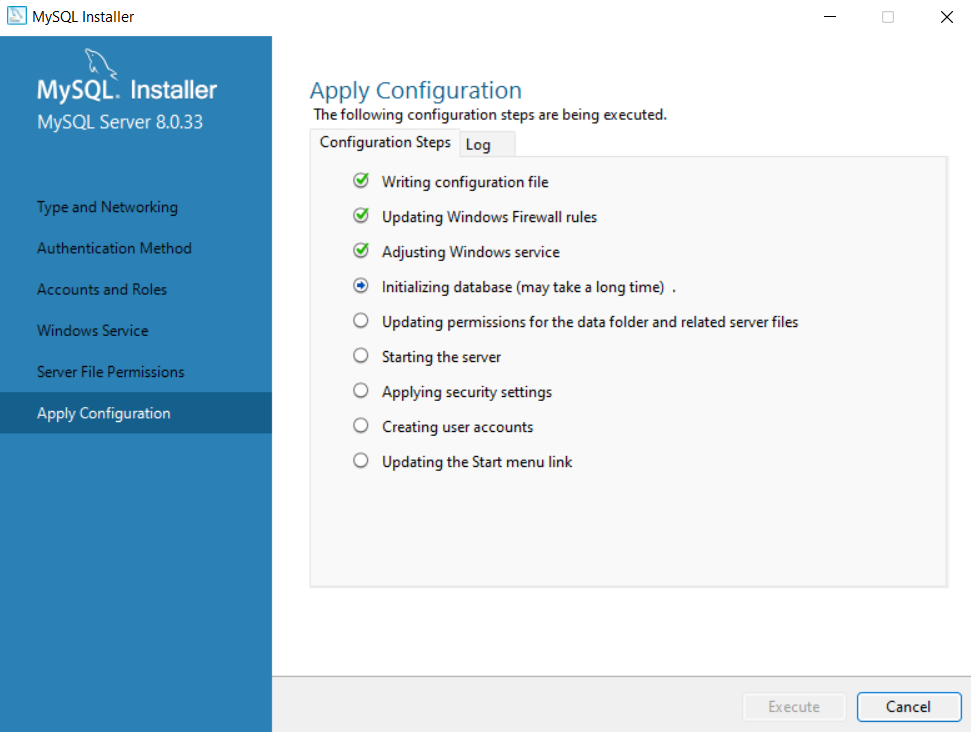 MySQL Installer
MySQL. Installer
MySQL Server 8.0.33
Type and Networking
Authentication Method
Accounts and Roles
Windows Service
Server File Permissions
Apply Configuration
Apply Configuration
The following configuration steps are being executed.
Configuration Steps
Log
Writing configuration file
Updating Windows Firewall rules
Adjusting Windows service
Initializing database (may take a long time) .
Updating permissions for the data folder and related server files
Starting the server
Applying security settings
Creating user accounts
Updating the Start menu link
Execute
Cancel